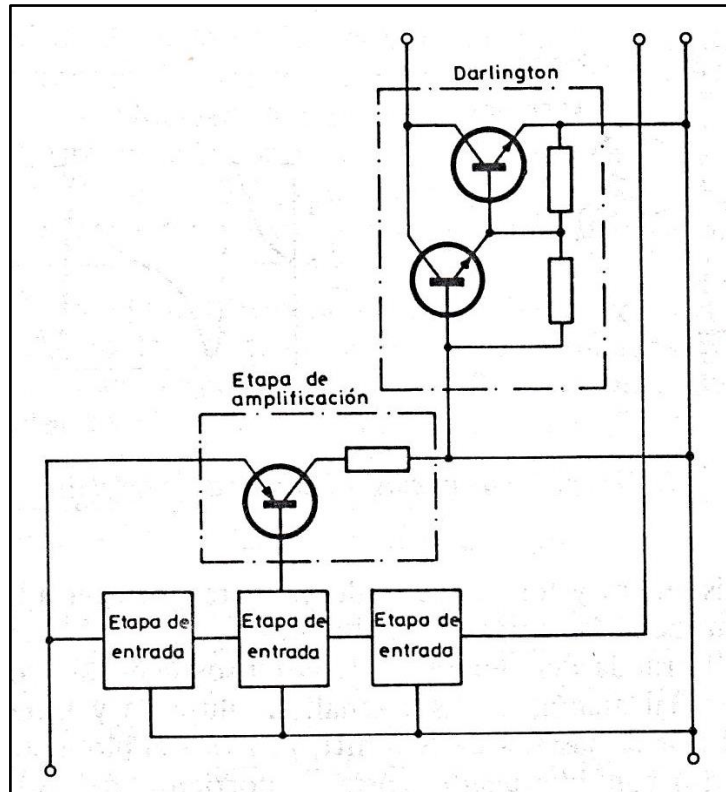 Darlington
Etapa de
amplificación
Etapa de
entrada
Etapa de
entrada
Etapa de
entrada